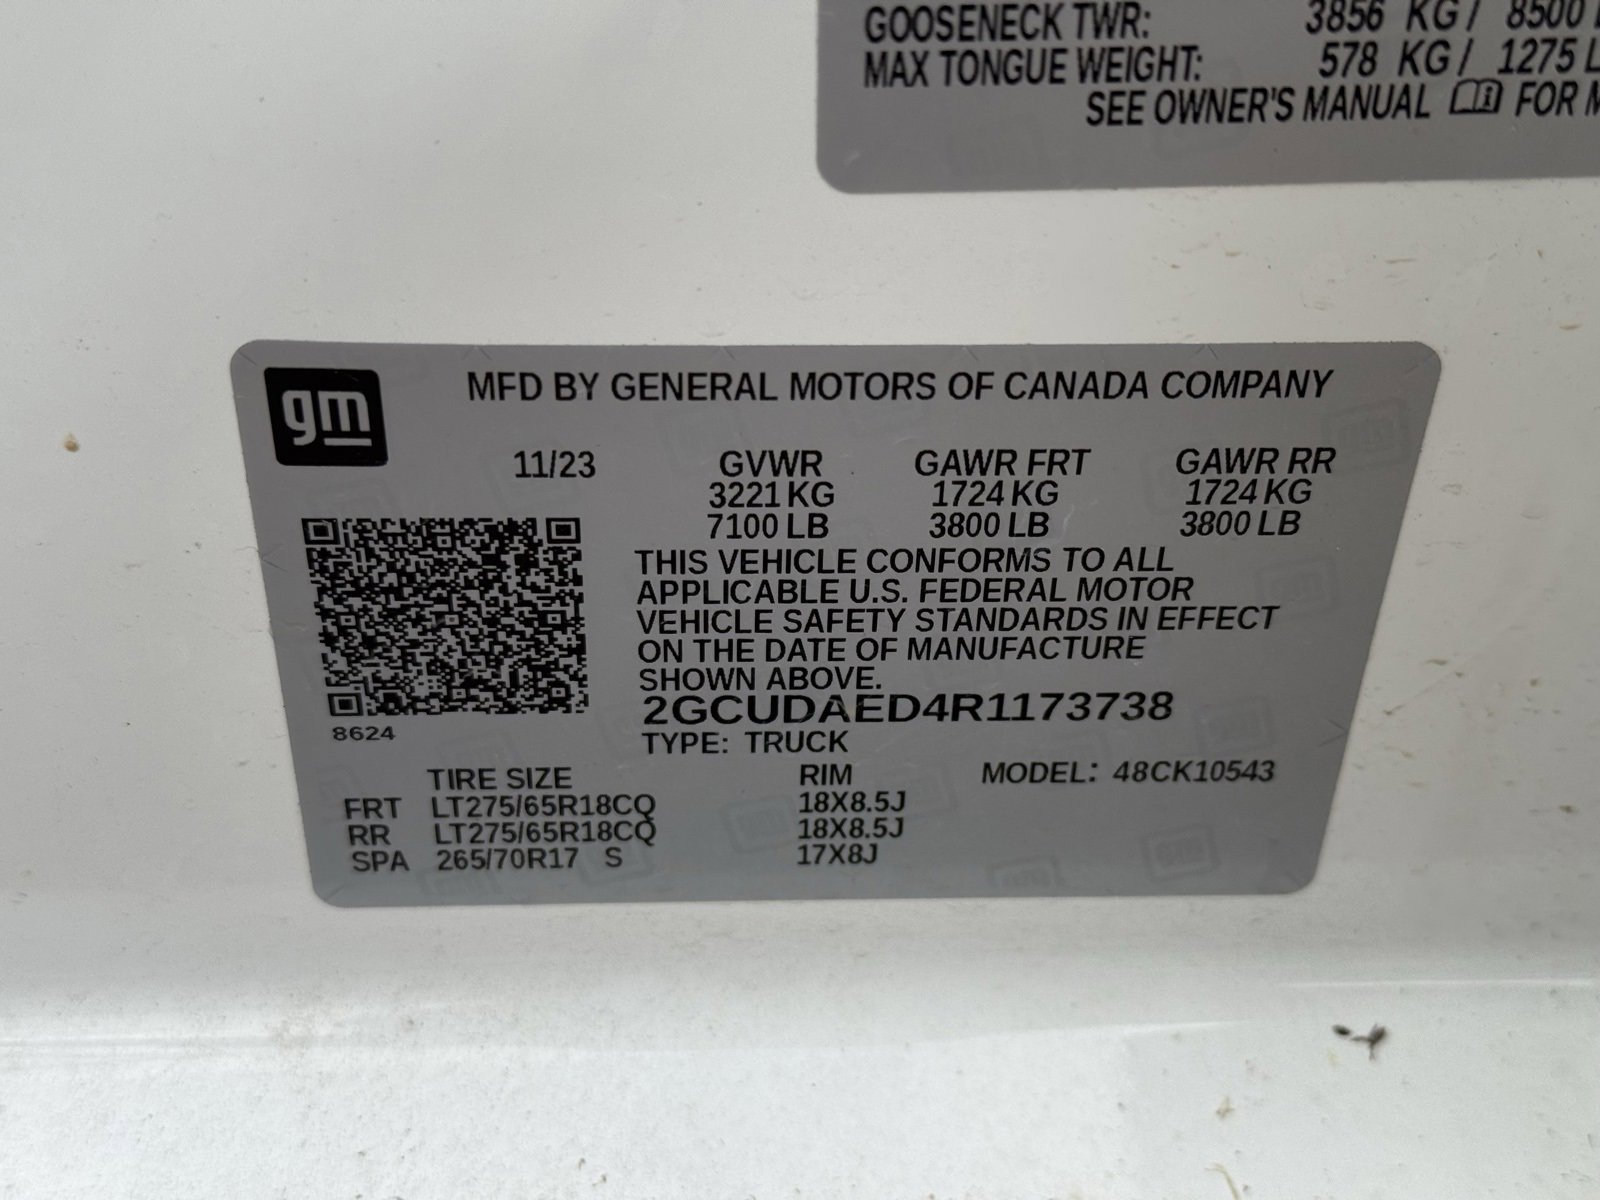 GOOSENECK TWR: 3856 KG / 8500
MAX TONGUE WEIGHT: 578 KG / 1275 L
SEE OWNER'S MANUAL FOR M
gm
MFD BY GENERAL MOTORS OF CANADA COMPANY
11/23 GVWR GAWR FRT GAWR RR
3221 KG 1724 KG 1724 KG
7100 LB 3800 LB 3800 LB
THIS VEHICLE CONFORMS TO ALL
APPLICABLE U.S. FEDERAL MOTOR
VEHICLE SAFETY STANDARDS IN EFFECT
ON THE DATE OF MANUFACTURE
SHOWN ABOVE.
2GCUDAED4R1173738
8624
TYPE: TRUCK
TIRE SIZE RIM MODEL: 48CK10543
FRT LT275/65R18CQ 18X8.5J
RR LT275/65R18CQ 18X8.5J
SPA 265/70R17 S 17X8J